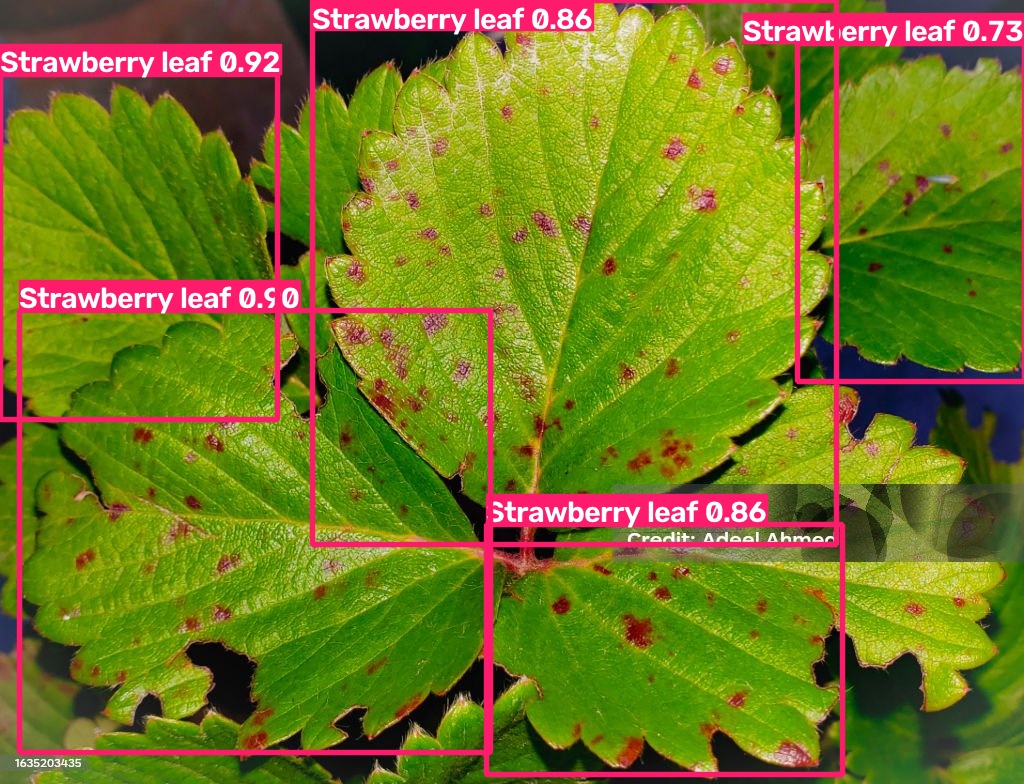 Strawberry leaf 0.86
Strawberry leaf 0.73
Strawberry leaf 0.92
Strawberry leaf 0.90
Strawberry leaf 0.86
Credit: Adeel Ahmed
1635203435